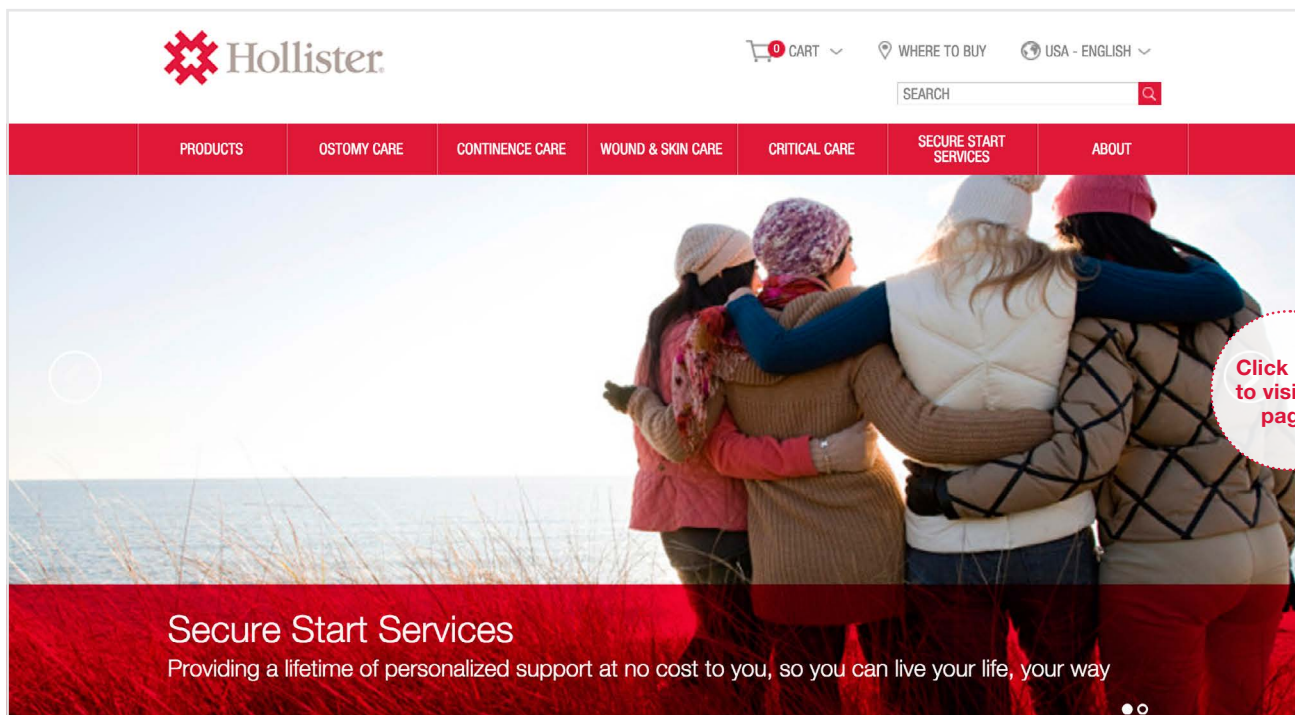 Hollister
0 CART
WHERE TO BUY
USA - ENGLISH
SEARCH
PRODUCTS
OSTOMY CARE
CONTINENCE CARE
WOUND & SKIN CARE
CRITICAL CARE
SECURE START
SERVICES
ABOUT
Click
to
Secure Start Services
Providing a lifetime of personalized support at no cost to you, so you can live your life, your way